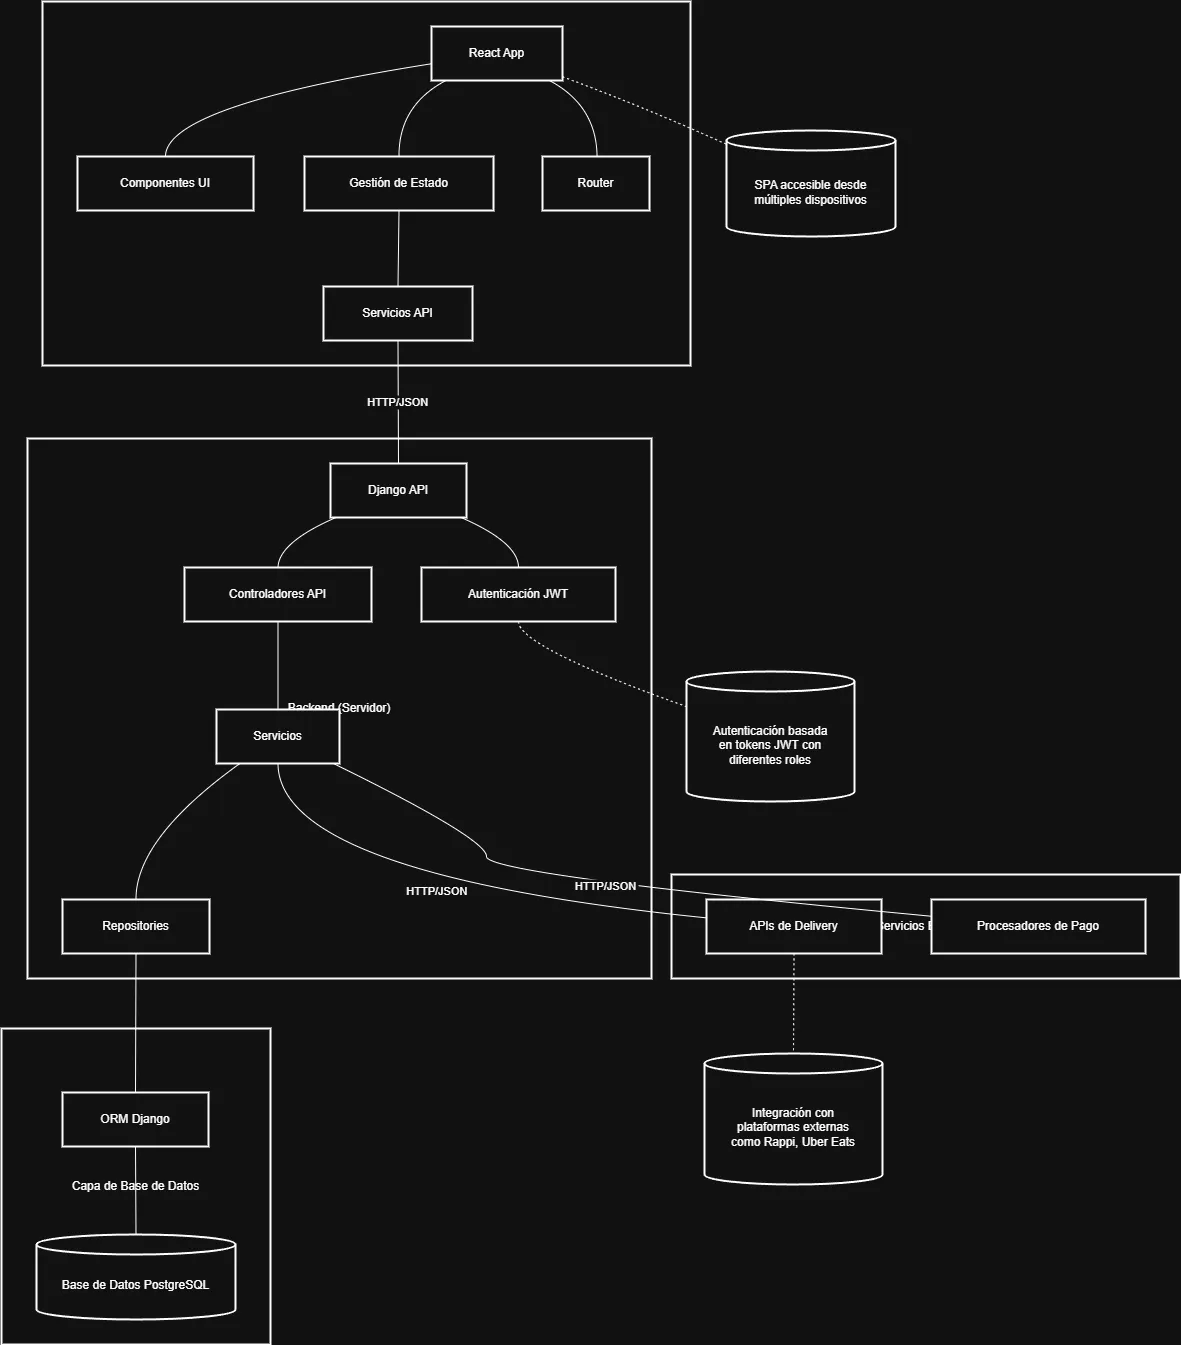 React App
Componentes UI
Gestión de Estado
Router
SPA accesible desde
múltiples dispositivos
Servicios API
HTTP/JSON
Django API
Controladores API
Autenticación JWT
Backend (Servidor)
Servicios
Autenticación basada
en tokens JWT con
diferentes roles
HTTP/JSON
HTTP/JSON
Repositories
APIs de Delivery
Servicios E
Procesadores de Pago
Integración con
plataformas externas
como Rappi, Uber Eats
ORM Django
Capa de Base de Datos
Base de Datos PostgreSQL